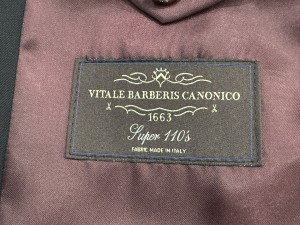 VITALE BARBERIS CANONICO
1663
Super 110's
FABRIC MADE IN ITALY